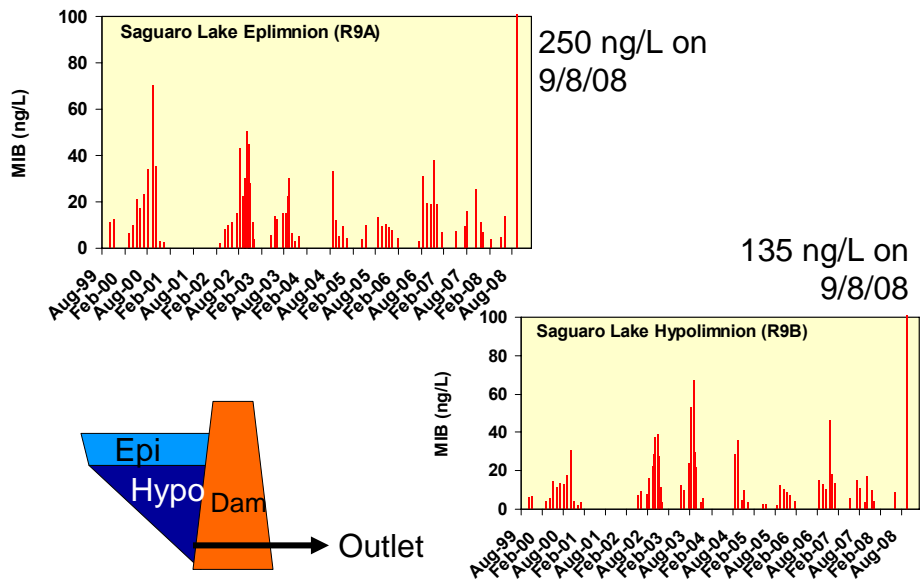 Saguaro Lake Eplimnion (R9A)
250 ng/L on
9/8/08
MIB (ng/L)
100
80
60
40
20
0
Aug-99
Feb-00
Aug-00
Feb-01
Aug-01
Feb-02
Aug-02
Feb-03
Aug-03
Feb-04
Aug-04
Feb-05
Aug-05
Feb-06
Aug-06
Feb-07
Aug-07
Feb-08
Aug-08
135 ng/L on
9/8/08
Saguaro Lake Hypolimnion (R9B)
MIB (ng/L)
100
80
60
40
20
0
Aug-99
Feb-00
Aug-00
Feb-01
Aug-01
Feb-02
Aug-02
Feb-03
Aug-03
Feb-04
Aug-04
Feb-05
Aug-05
Feb-06
Aug-06
Feb-07
Aug-07
Feb-08
Aug-08
Epi
Hypo
Dam
Outlet